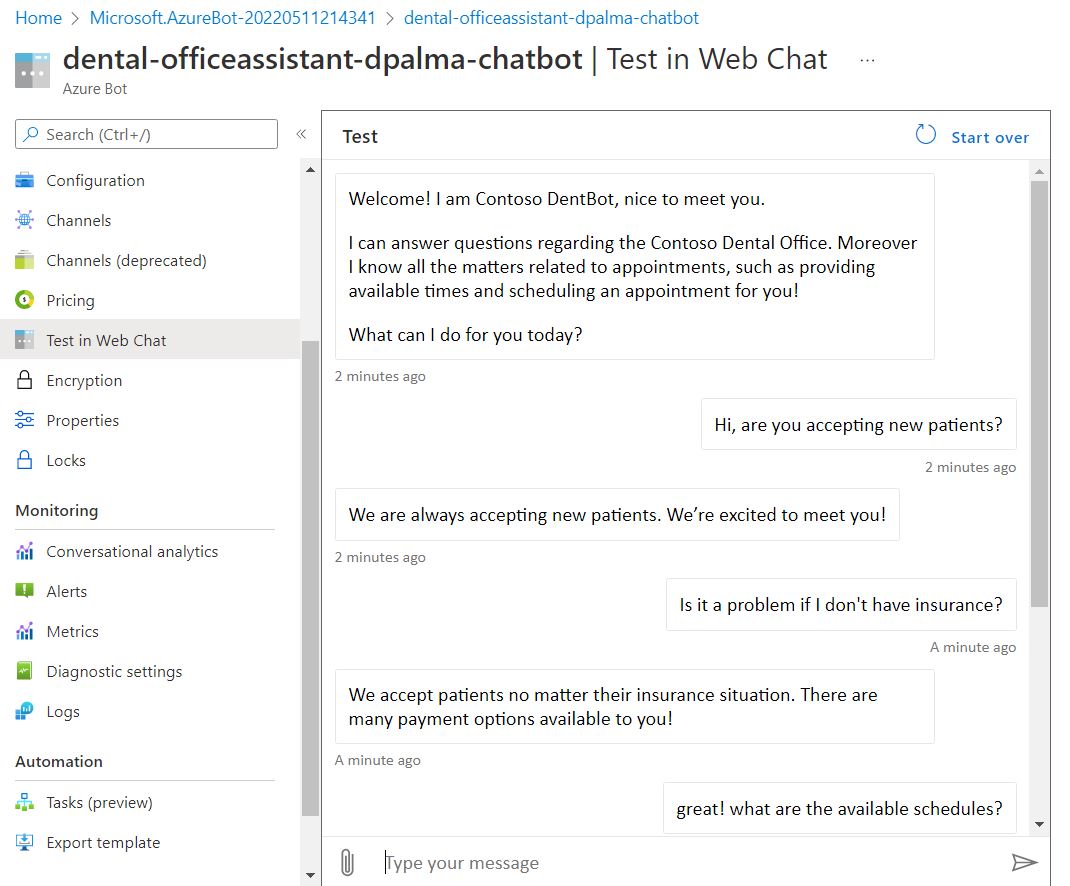 Home > Microsoft.AzureBot-20220511214341 > dental-officeassistant-dpalma-chatbot
dental-officeassistant-dpalma-chatbot | Test in Web Chat ...
Azure Bot
Search (Ctrl+/)
«
Configuration
Channels
Channels (deprecated)
Pricing
Test in Web Chat
Encryption
Properties
Locks
Monitoring
Conversational analytics
Alerts
Metrics
Diagnostic settings
Logs
Automation
Tasks (preview)
Export template
Test
Start over
Welcome! I am Contoso DentBot, nice to meet you.
I can answer questions regarding the Contoso Dental Office. Moreover
I know all the matters related to appointments, such as providing
available times and scheduling an appointment for you!
What can I do for you today?
2 minutes ago
Hi, are you accepting new patients?
2 minutes ago
We are always accepting new patients. We’re excited to meet you!
2 minutes ago
Is it a problem if I don't have insurance?
A minute ago
We accept patients no matter their insurance situation. There are
many payment options available to you!
A minute ago
great! what are the available schedules?
Type your message